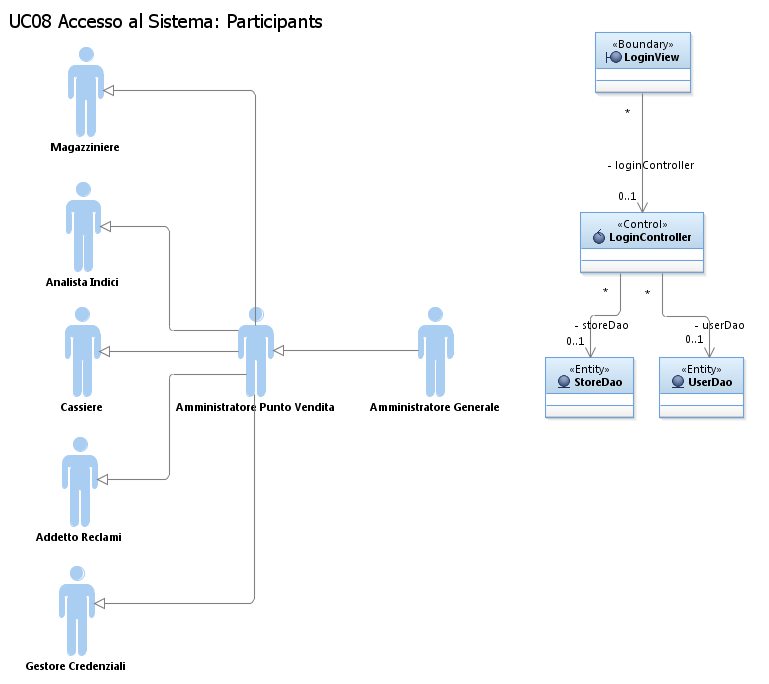 UC08 Accesso al Sistema: Participants
Magazziniere
Analista Indici
Cassiere
Amministratore Punto Vendita
Amministratore Generale
Addetto Reclami
Gestore Credenziali
«Boundary»
LoginView
*
- loginController
0..1
«Control»
LoginController
*
*
- storeDao
- userDao
0..1
0..1
«Entity»
StoreDao
«Entity»
UserDao